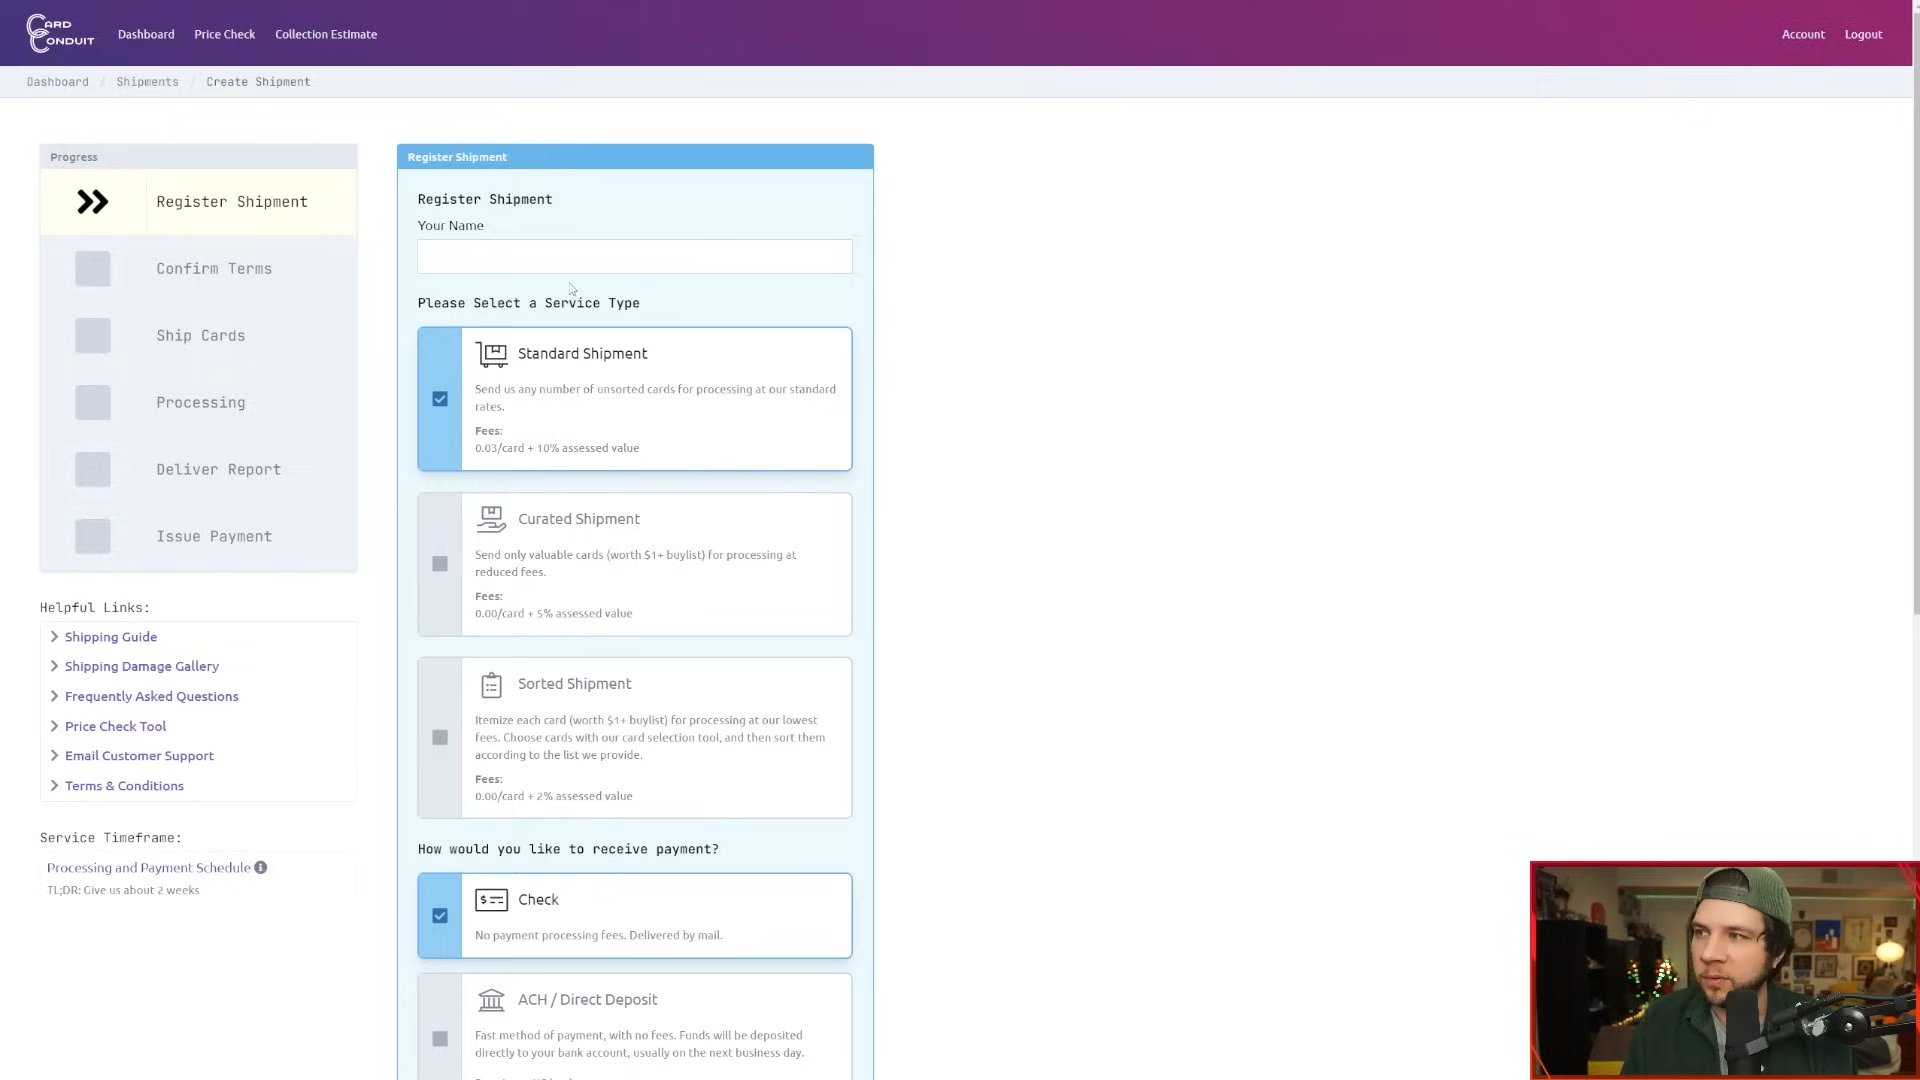 CARD CONDUIT
Dashboard
Price Check
Collection Estimate
Account
Logout
Dashboard / Shipments / Create Shipment
Progress
Register Shipment
Confirm Terms
Ship Cards
Processing
Deliver Report
Issue Payment
Helpful Links:
Shipping Guide
Shipping Damage Gallery
Frequently Asked Questions
Price Check Tool
Email Customer Support
Terms & Conditions
Service Timeframe:
Processing and Payment Schedule
TL;DR: Give us about 2 weeks
Register Shipment
Register Shipment
Your Name
Please Select a Service Type
Standard Shipment
Send us any number of unsorted cards for processing at our standard
rates.
Fees:
0.03/card + 10% assessed value
Curated Shipment
Send only valuable cards (worth $1+ buylist) for processing at
reduced fees.
Fees:
0.00/card + 5% assessed value
Sorted Shipment
Itemize each card (worth $1+ buylist) for processing at our lowest
fees. Choose cards with our card selection tool, and then sort them
according to the list we provide.
Fees:
0.00/card + 2% assessed value
How would you like to receive payment?
Check
No payment processing fees. Delivered by mail.
ACH / Direct Deposit
Fast method of payment, with no fees. Funds will be deposited
directly to your bank account, usually on the next business day.